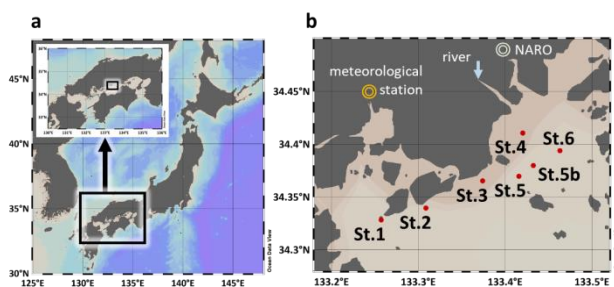 a
45°N
40°N
35°N
30°N
125°E
130°E
135°E
140°E
145°E
Ocean Data View
b
NARO
river
meteorological
station
34.45°N
34.4°N
34.35°N
34.3°N
St.4
St.6
St.5b
St.3
St.5
St.2
St.1
133.2°E
133.3°E
133.4°E
133.5°E